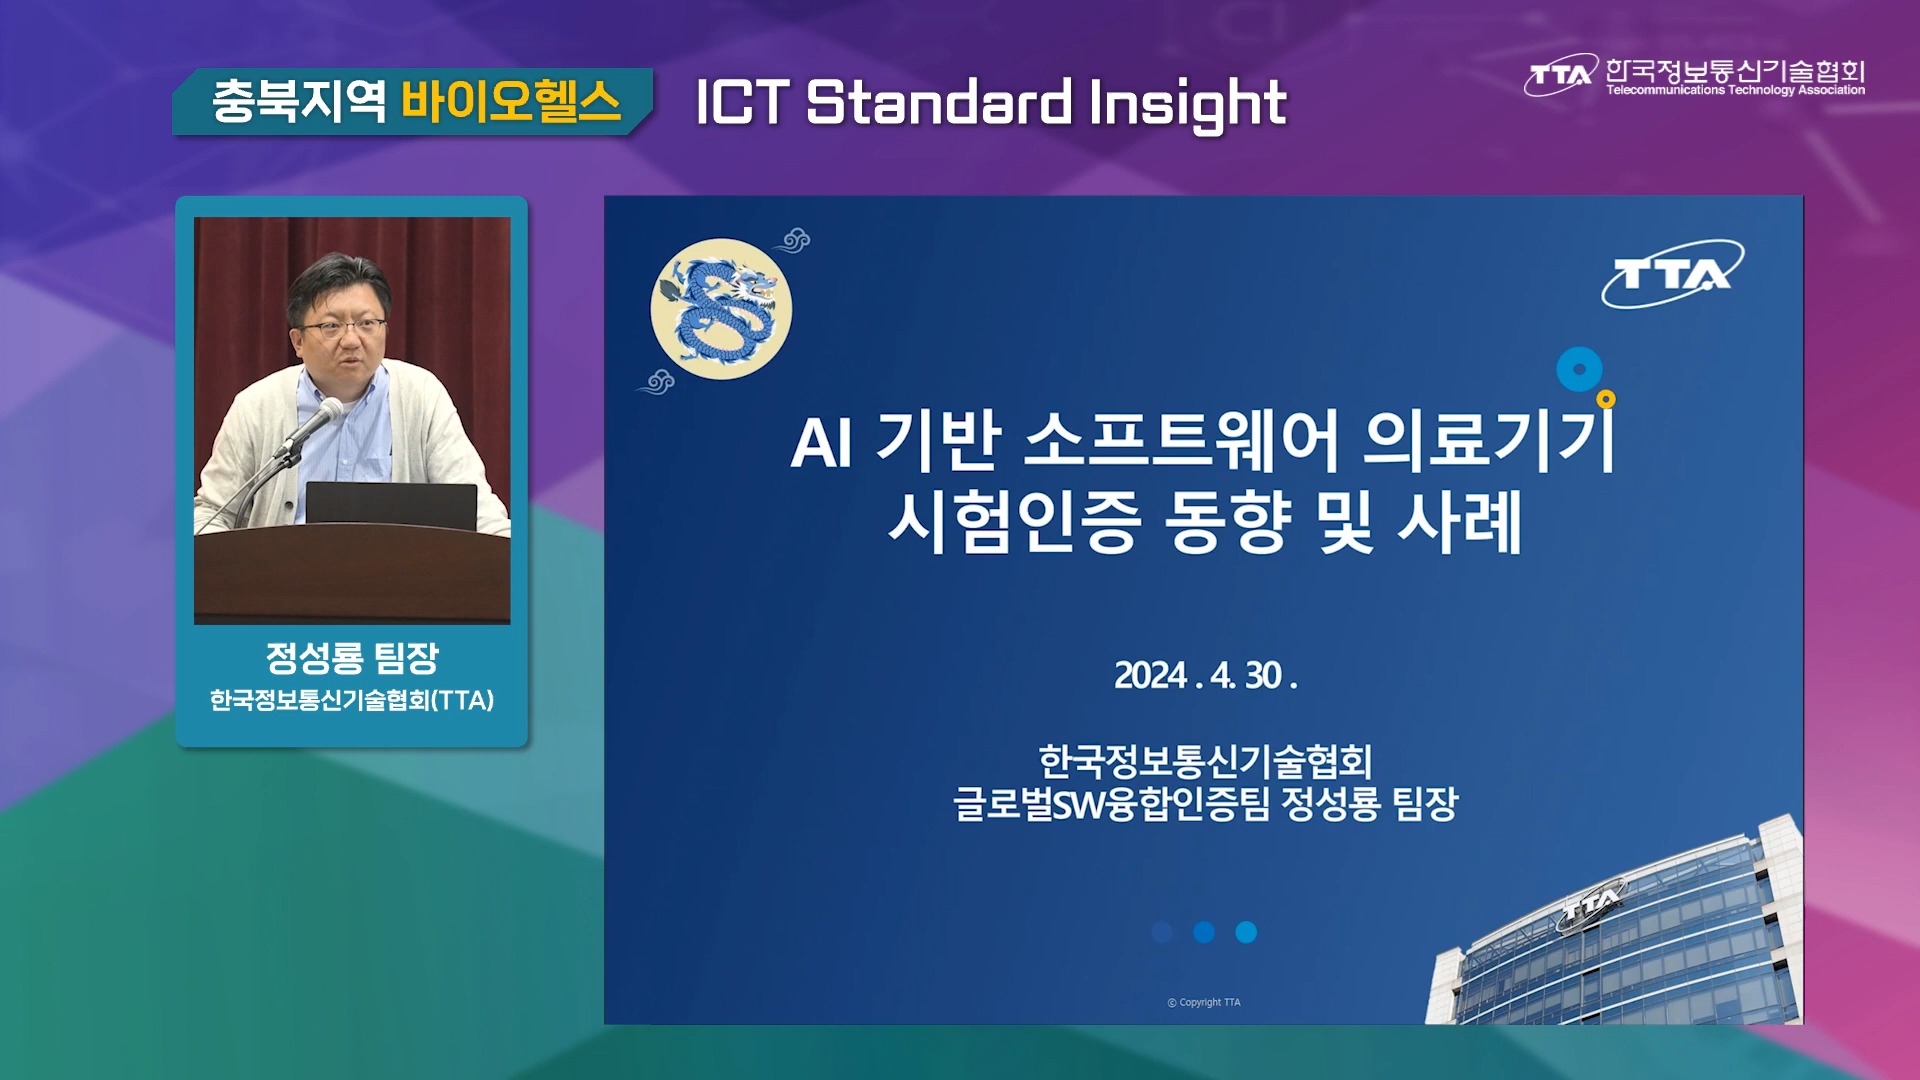 충북지역 바이오헬스 ICT Standard Insight
TTA 한국정보통신기술협회
Telecommunications Technology Association
TTA
AI 기반 소프트웨어 의료기기
시험인증 동향 및 사례
2024 . 4. 30 .
한국정보통신기술협회
글로벌SW융합인증팀 정성룡 팀장
TTA
© Copyright TTA
정성룡 팀장
한국정보통신기술협회(TTA)